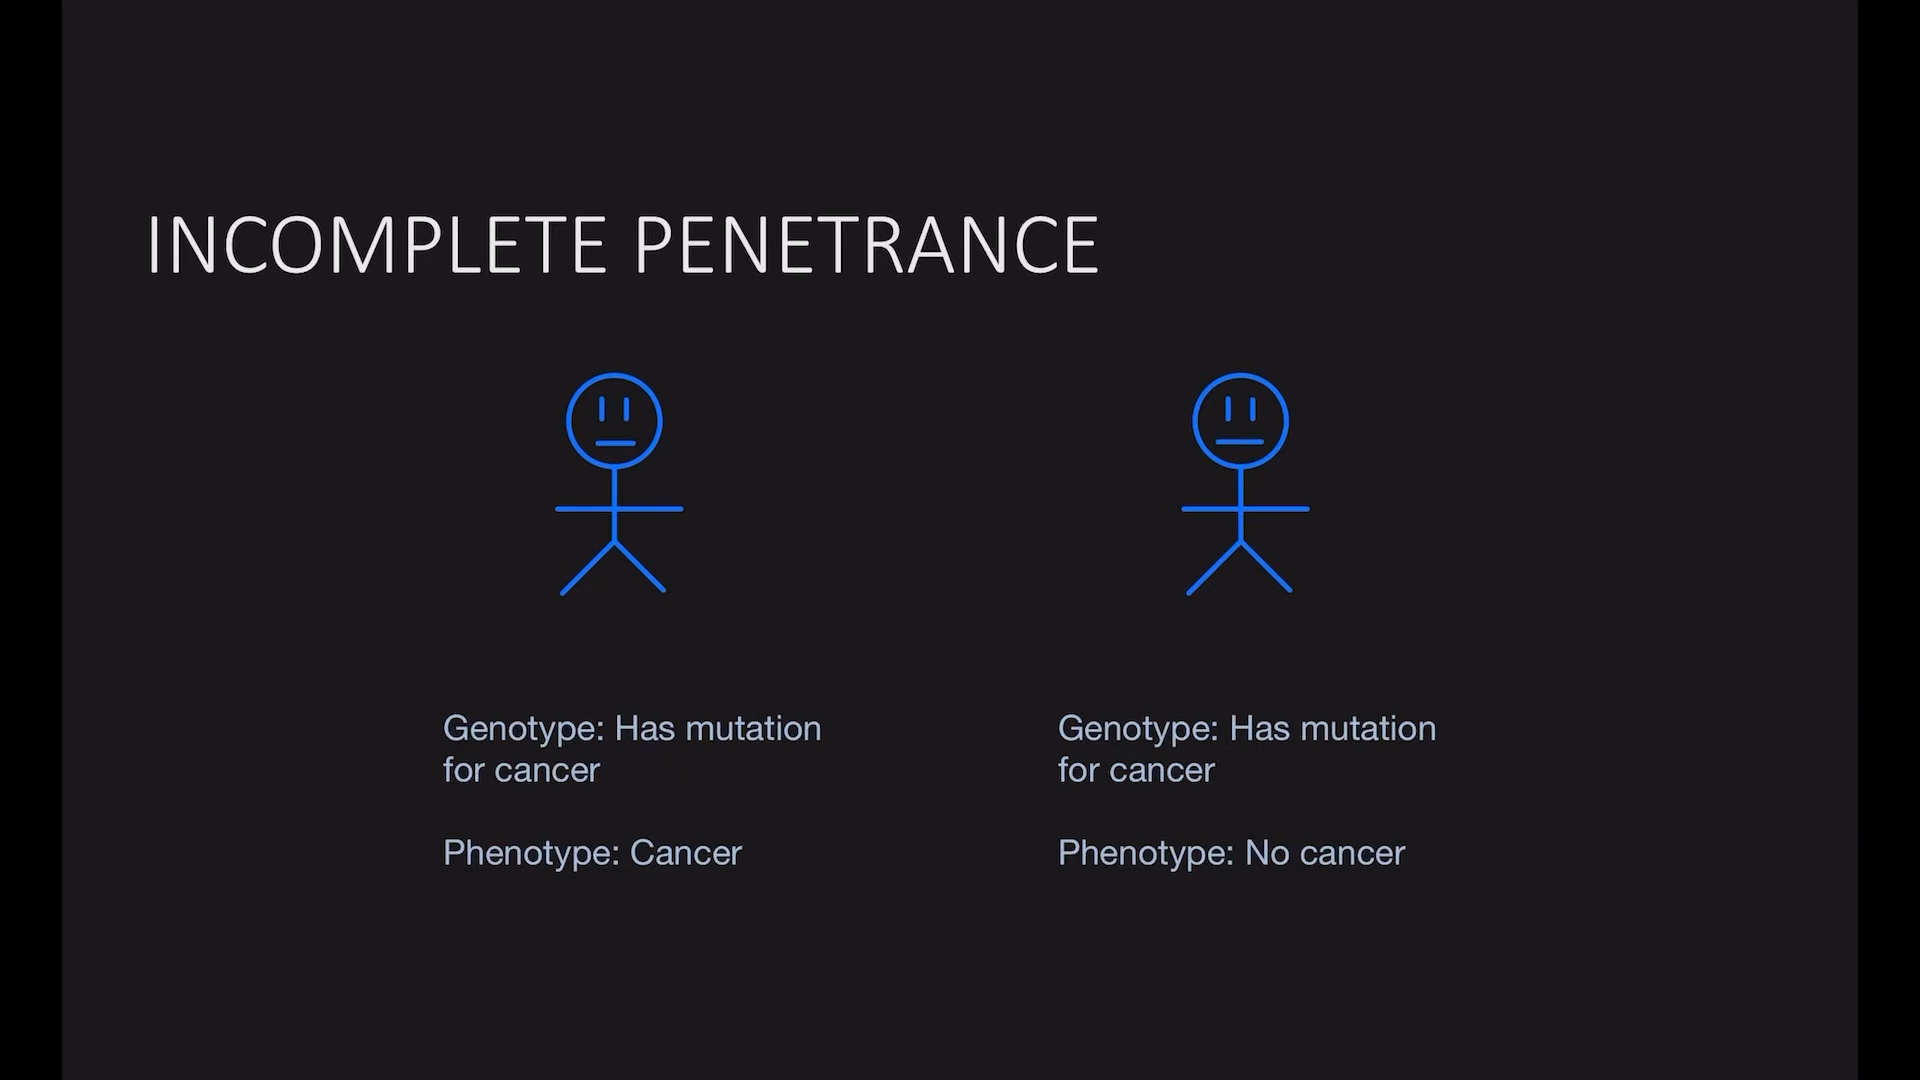 INCOMPLETE PENETRANCE
Genotype: Has mutation
for cancer
Phenotype: Cancer
Genotype: Has mutation
for cancer
Phenotype: No cancer